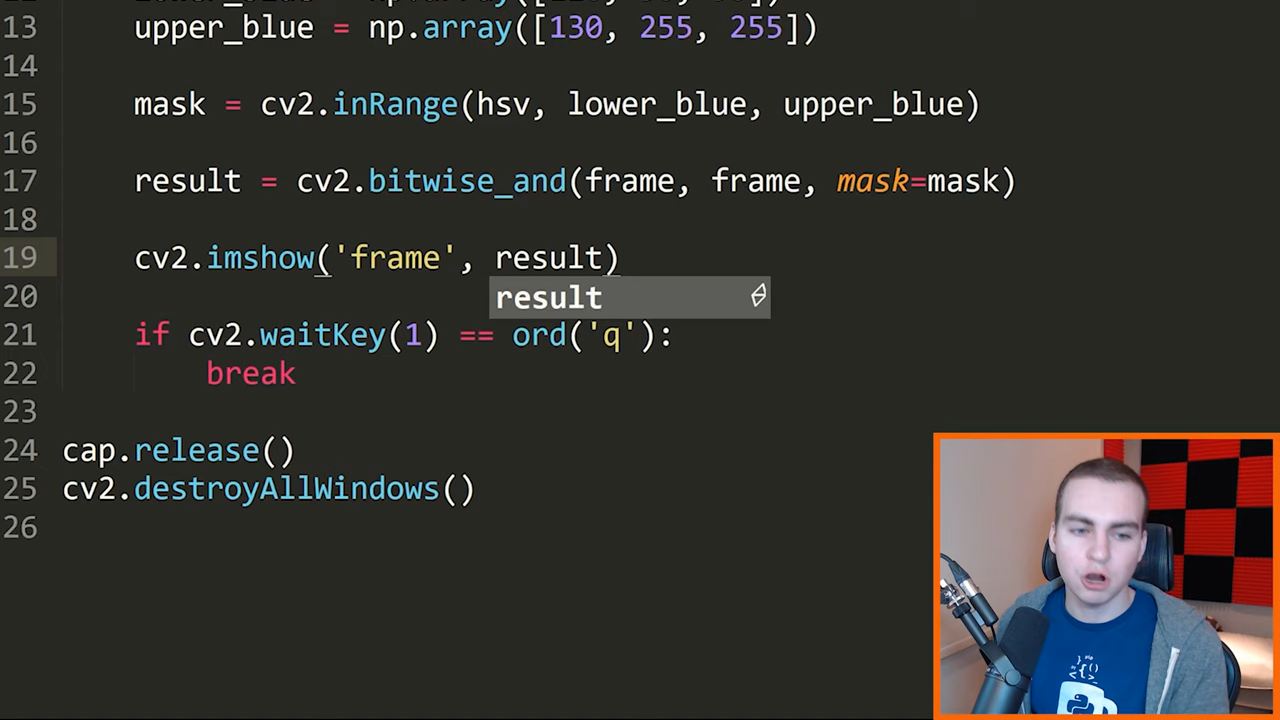 13 upper_blue = np.array([130, 255, 255])
14
15 mask = cv2.inRange(hsv, lower_blue, upper_blue)
16
17 result = cv2.bitwise_and(frame, frame, mask=mask)
18
19 cv2.imshow('frame', result)
20 result
21 if cv2.waitKey(1) == ord('q'):
22 break
23
24 cap.release()
25 cv2.destroyAllWindows()
26